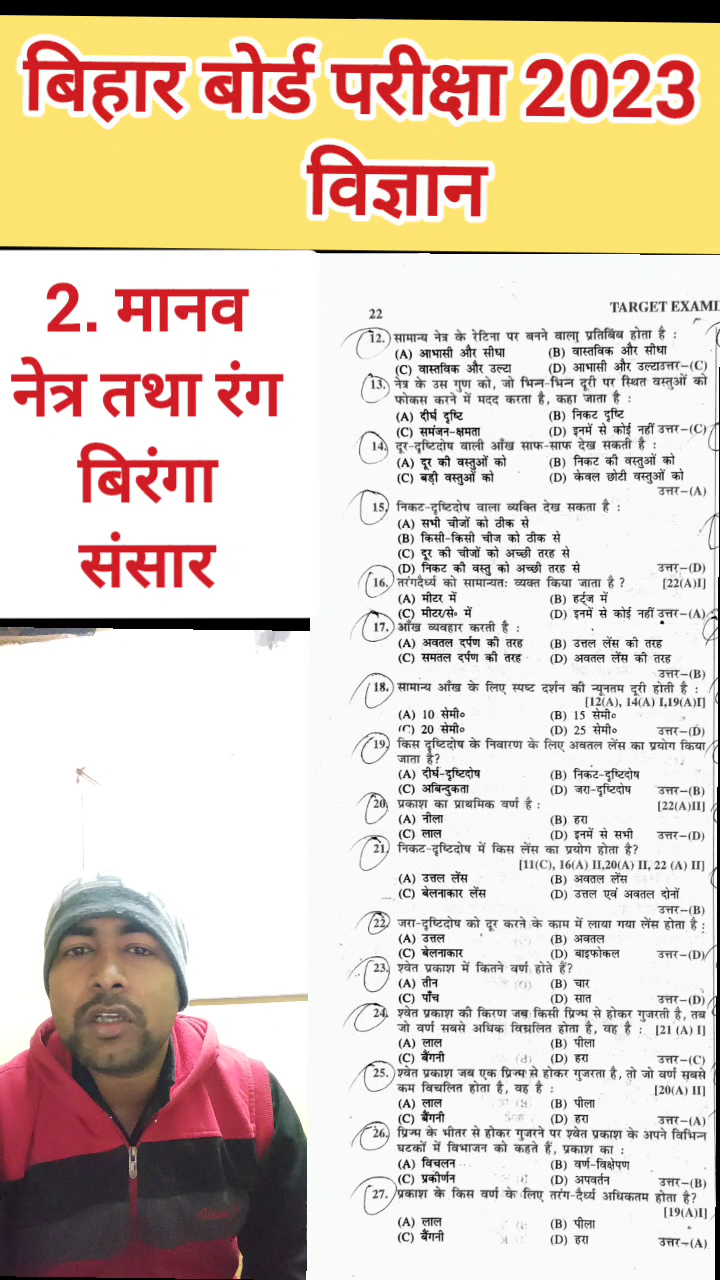 बिहार बोर्ड परीक्षा 2023
विज्ञान
2. मानव
नेत्र तथा रंग
बिरंगा
संसार
22
TARGET EXAMI
12. सामान्य नेत्र के रेटिना पर बनने वाला प्रतिबिंब होता है :
(A) आभासी और सीधा (B) वास्तविक और सीधा
(C) वास्तविक और उल्टा (D) आभासी और उल्टा उत्तर–(C)
13. नेत्र के उस गुण को, जो भिन्न-भिन्न दूरी पर स्थित वस्तुओं को
फोकस करने में मदद करता है, कहा जाता है :
(A) दीर्घ दृष्टि (B) निकट दृष्टि
(C) समंजन-क्षमता (D) इनमें से कोई नहीं उत्तर–(C)
14. दूर-दृष्टिदोष वाली आँख साफ-साफ देख सकती है :
(A) दूर की वस्तुओं को (B) निकट की वस्तुओं को
(C) बड़ी वस्तुओं को (D) केवल छोटी वस्तुओं को
उत्तर–(A)
15. निकट-दृष्टिदोष वाला व्यक्ति देख सकता है :
(A) सभी चीजों को ठीक से
(B) किसी-किसी चीज को ठीक से
(C) दूर की चीजों को अच्छी तरह से
(D) निकट की वस्तु को अच्छी तरह से उत्तर–(D)
16. तरंगदैर्ध्य को सामान्यतः व्यक्त किया जाता है ? [22(A)I]
(A) मीटर में (B) हर्ट्ज में
(C) मीटर/से० में (D) इनमें से कोई नहीं उत्तर–(A)
17. आँख व्यवहार करती है :
(A) अवतल दर्पण की तरह (B) उत्तल लेंस की तरह
(C) समतल दर्पण की तरह (D) अवतल लेंस की तरह
उत्तर–(B)
18. सामान्य आँख के लिए स्पष्ट दर्शन की न्यूनतम दूरी होती है :
[12(A), 14(A) I,19(A)I]
(A) 10 सेमी० (B) 15 सेमी०
(C) 20 सेमी० (D) 25 सेमी० उत्तर–(D)
19. किस दृष्टिदोष के निवारण के लिए अवतल लेंस का प्रयोग किया
जाता है?
(A) दीर्घ-दृष्टिदोष (B) निकट-दृष्टिदोष
(C) अबिन्दुकता (D) जरा-दृष्टिदोष उत्तर–(B)
20. प्रकाश का प्राथमिक वर्ण है : [22(A)II]
(A) नीला (B) हरा
(C) लाल (D) इनमें से सभी उत्तर–(D)
21. निकट-दृष्टिदोष में किस लेंस का प्रयोग होता है?
[11(C), 16(A) II,20(A) II, 22 (A) II]
(A) उत्तल लेंस (B) अवतल लेंस
(C) बेलनाकार लेंस (D) उत्तल एवं अवतल दोनों
उत्तर–(B)
22. जरा-दृष्टिदोष को दूर करने के काम में लाया गया लेंस होता है :
(A) उत्तल (B) अवतल
(C) बेलनाकार (D) बाइफोकल उत्तर–(D)
23. श्वेत प्रकाश में कितने वर्ण होते हैं?
(A) तीन (B) चार
(C) पाँच (D) सात उत्तर–(D)
24. श्वेत प्रकाश की किरण जब किसी प्रिज्म से होकर गुजरती है, तब
जो वर्ण सबसे अधिक विचलित होता है, वह है : [21 (A) I]
(A) लाल (B) पीला
(C) बैंगनी (D) हरा उत्तर–(C)
25. श्वेत प्रकाश जब एक प्रिज्म से होकर गुजरता है, तो जो वर्ण सबसे
कम विचलित होता है, वह है : [20(A) II]
(A) लाल (B) पीला
(C) बैंगनी (D) हरा उत्तर–(A)
26. प्रिज्म के भीतर से होकर गुजरने पर श्वेत प्रकाश के अपने विभिन्न
घटकों में विभाजन को कहते हैं, प्रकाश का :
(A) विचलन (B) वर्ण-विक्षेपण
(C) प्रकीर्णन (D) अपवर्तन उत्तर–(B)
27. प्रकाश के किस वर्ण के लिए तरंग-दैर्ध्य अधिकतम होता है?
[19(A)I]
(A) लाल (B) पीला
(C) बैंगनी (D) हरा उत्तर–(A)